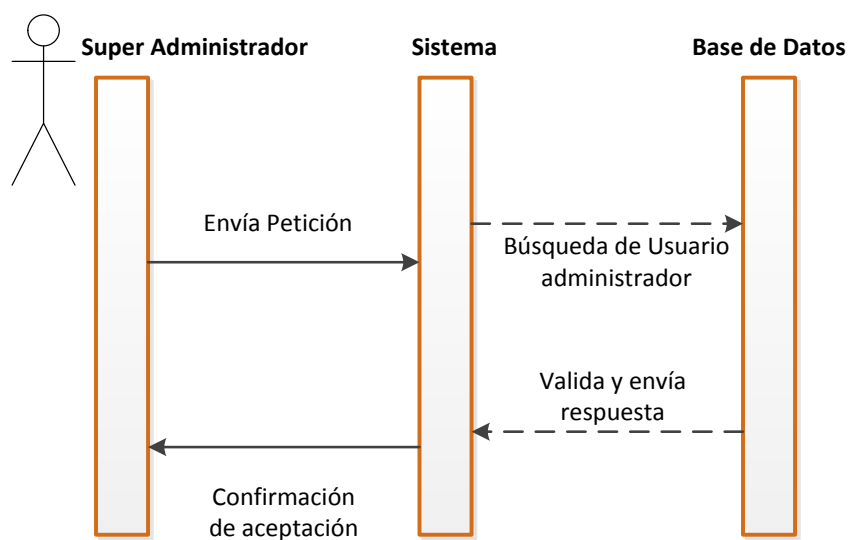 Super Administrador
Sistema
Base de Datos
Envía Petición
Búsqueda de Usuario
administrador
Valida y envía
respuesta
Confirmación
de aceptación